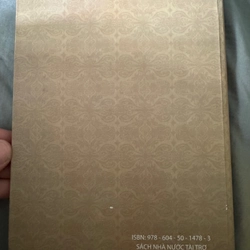 ISBN: 978 - 604 - 50 - 1478 - 3
SÁCH NHÀ NƯỚC TÀI TRỢ